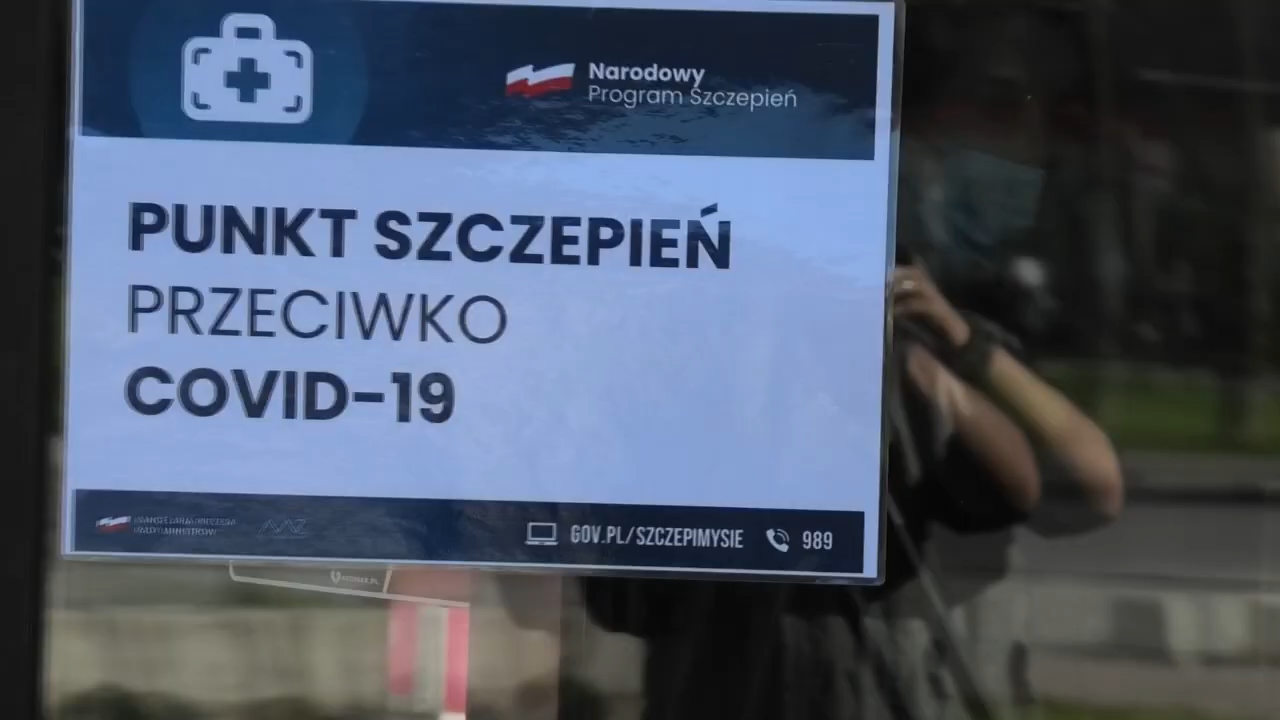 Narodowy
Program Szczepień
PUNKT SZCZEPIEŃ
PRZECIWKO
COVID-19
GOV.PL/SZCZEPIMYSIE 989